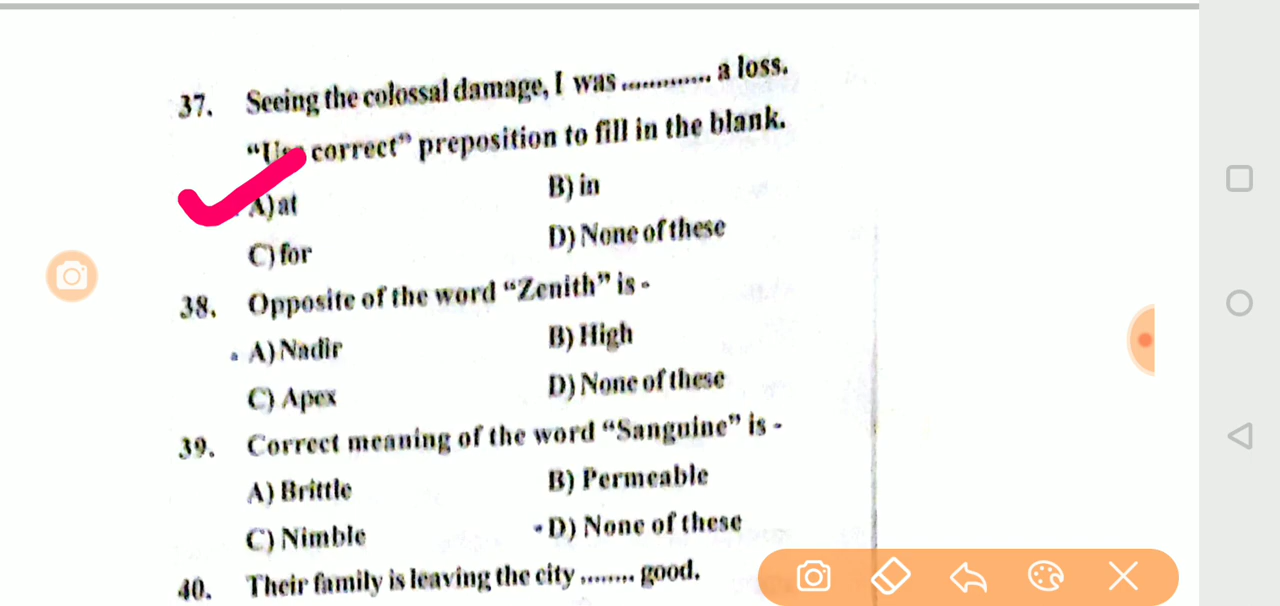 37. Seeing the colossal damage, I was ............. a loss.
"Use correct" preposition to fill in the blank.
A) at B) in
C) for D) None of these
38. Opposite of the word "Zenith" is -
A) Nadir B) High
C) Apex D) None of these
39. Correct meaning of the word "Sanguine" is -
A) Brittle B) Permeable
C) Nimble D) None of these
40. Their family is leaving the city ........ good.